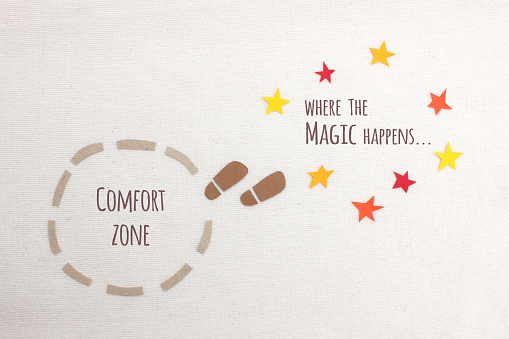 Comfort
zone
where the
Magic happens...